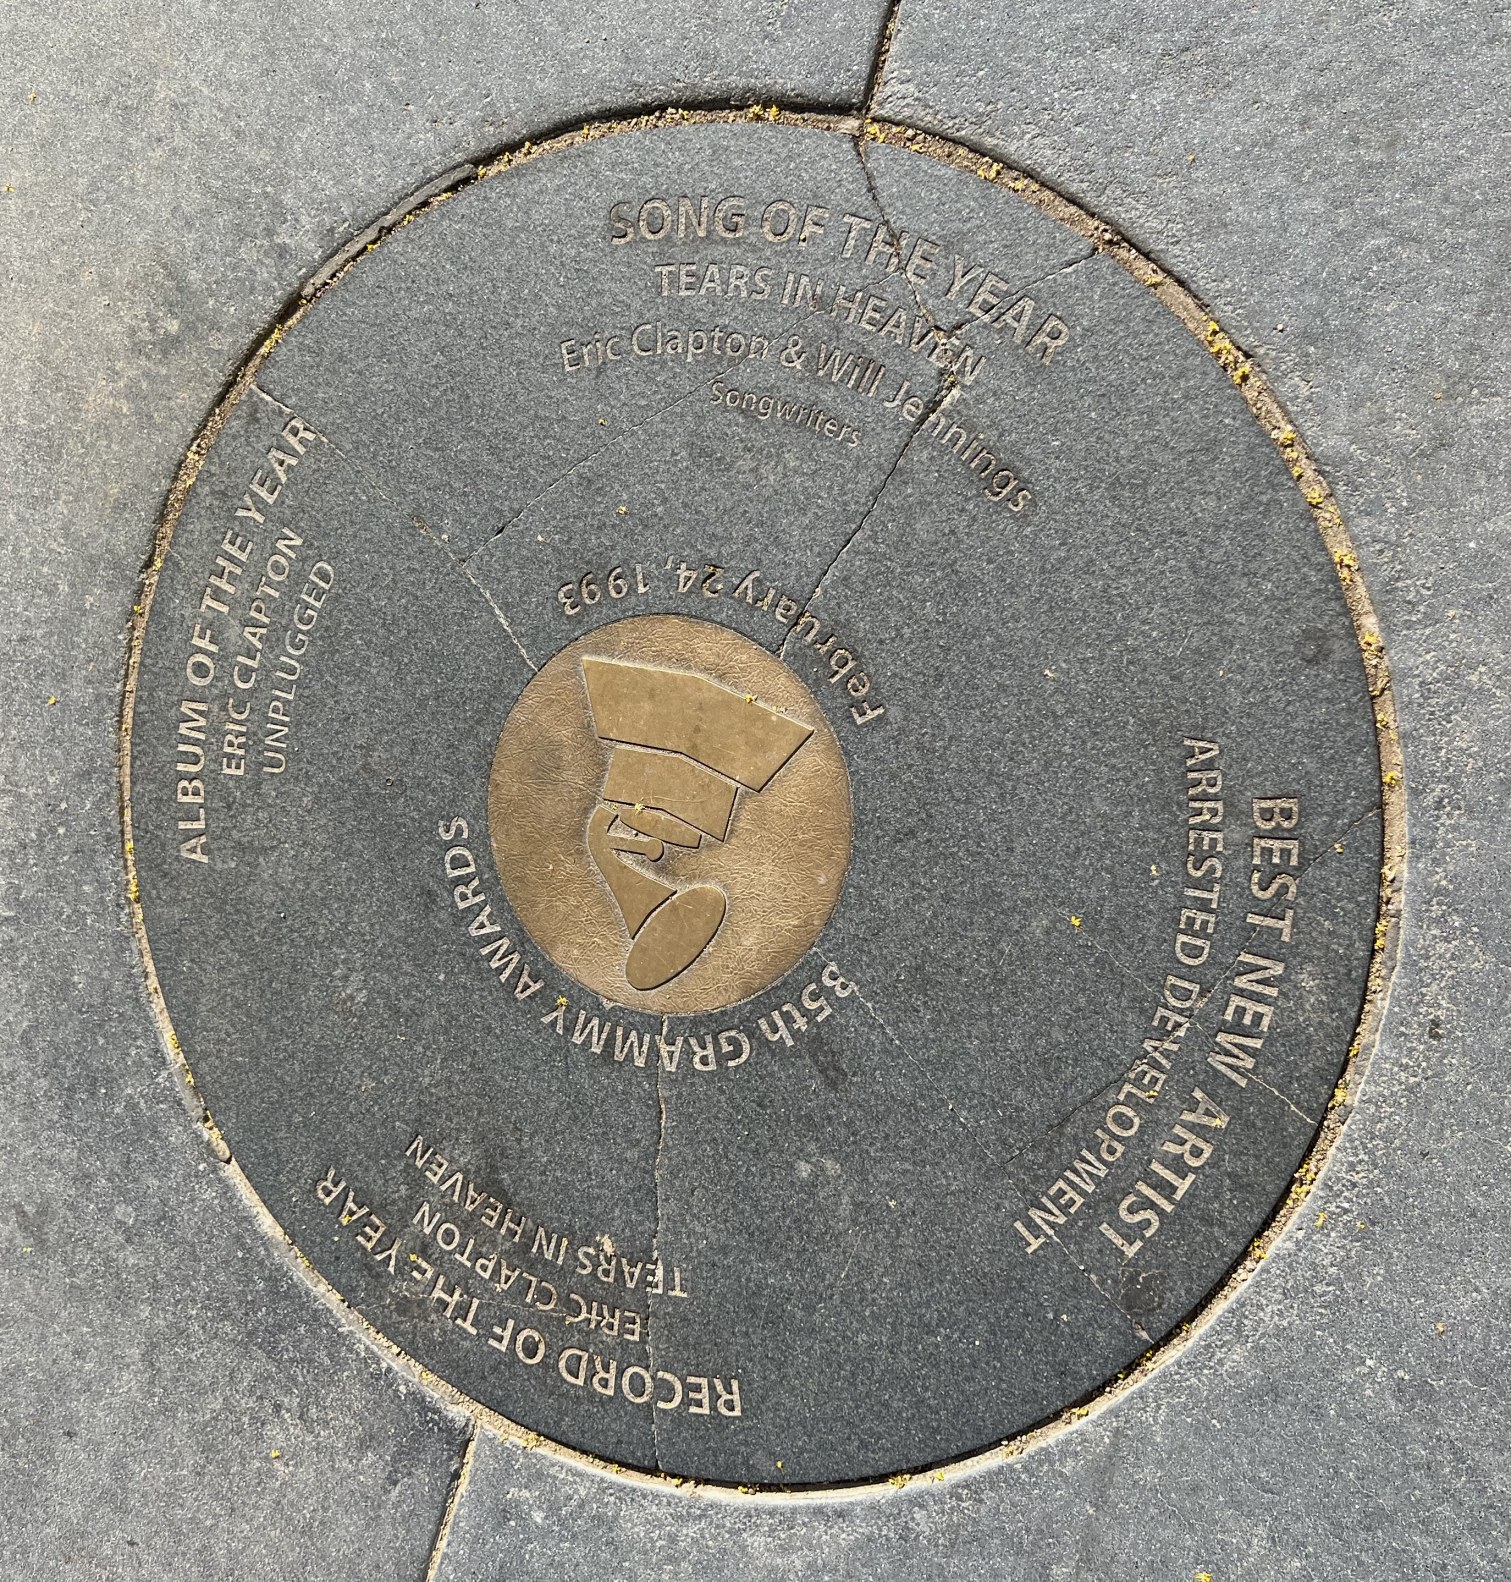 SONG OF THE YEAR
TEARS IN HEAVEN
Eric Clapton & Will Jennings
Songwriters
BEST NEW ARTIST
ARRESTED DEVELOPMENT
RECORD OF THE YEAR
ERIC CLAPTON
TEARS IN HEAVEN
ALBUM OF THE YEAR
ERIC CLAPTON
UNPLUGGED
35th GRAMMY AWARDS
February 24, 1993